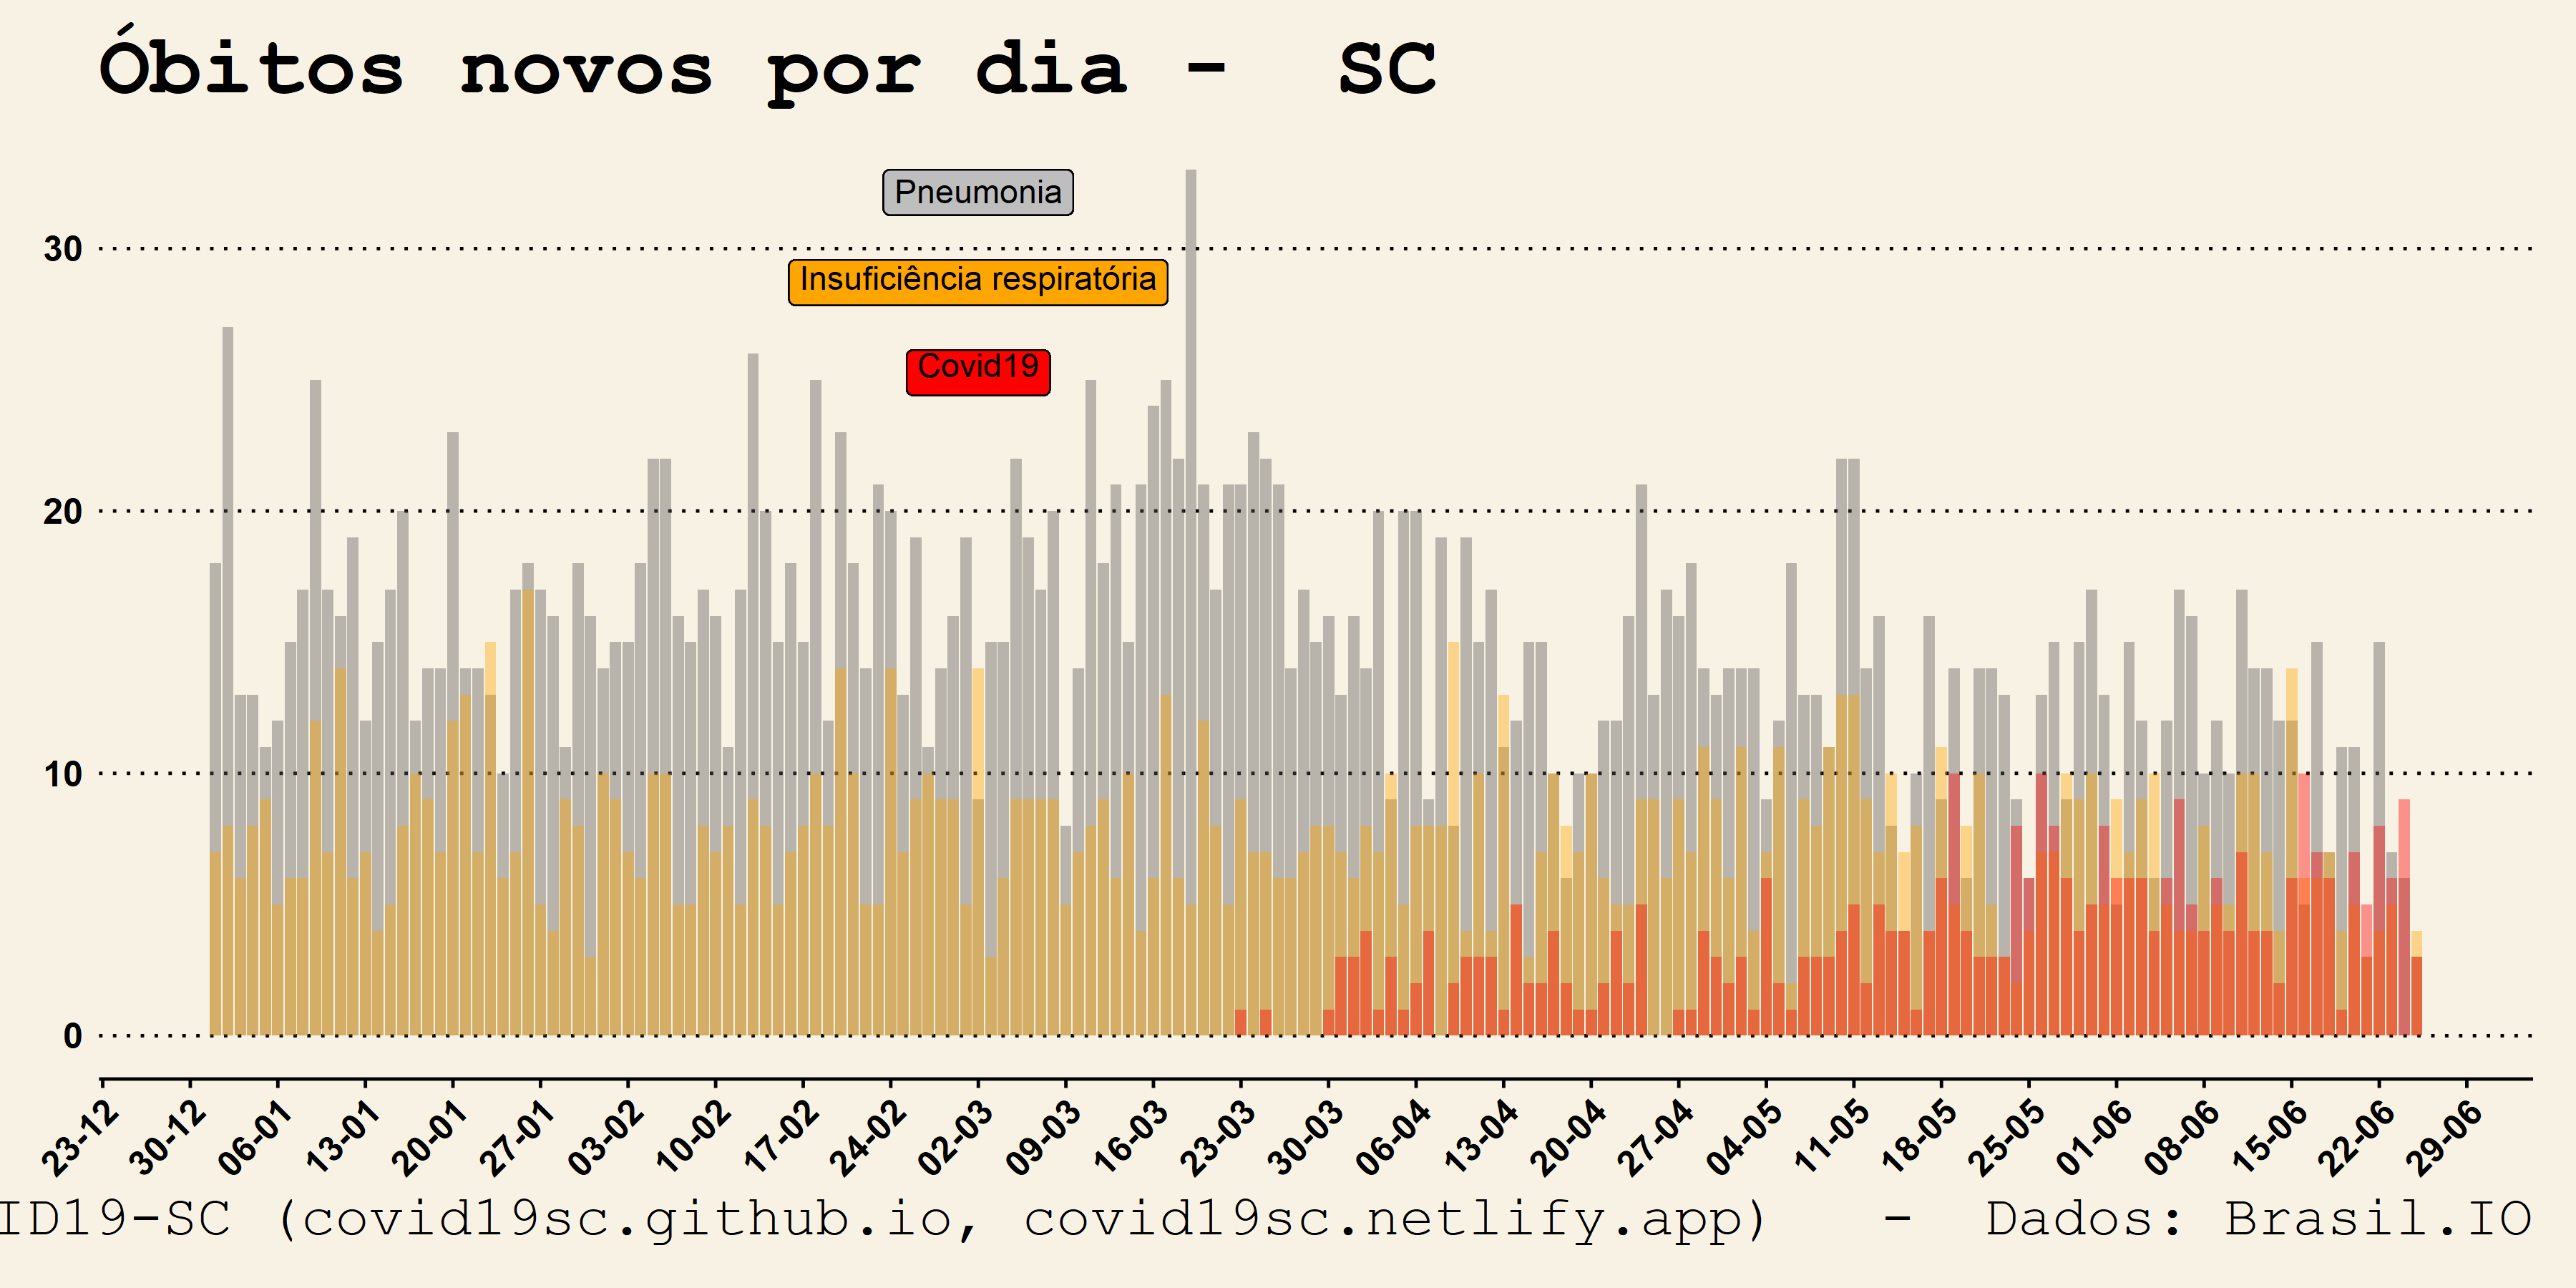 Óbitos novos por dia - SC
Pneumonia
30
Insuficiência respiratória
Covid19
20
10
0
23-12 30-12 06-01 13-01 20-01 27-01 03-02 10-02 17-02 24-02 02-03 09-03 16-03 23-03 30-03 06-04 13-04 20-04 27-04 04-05 11-05 18-05 25-05 01-06 08-06 15-06 22-06 29-06
ID19-SC (covid19sc.github.io, covid19sc.netlify.app) - Dados: Brasil.IO